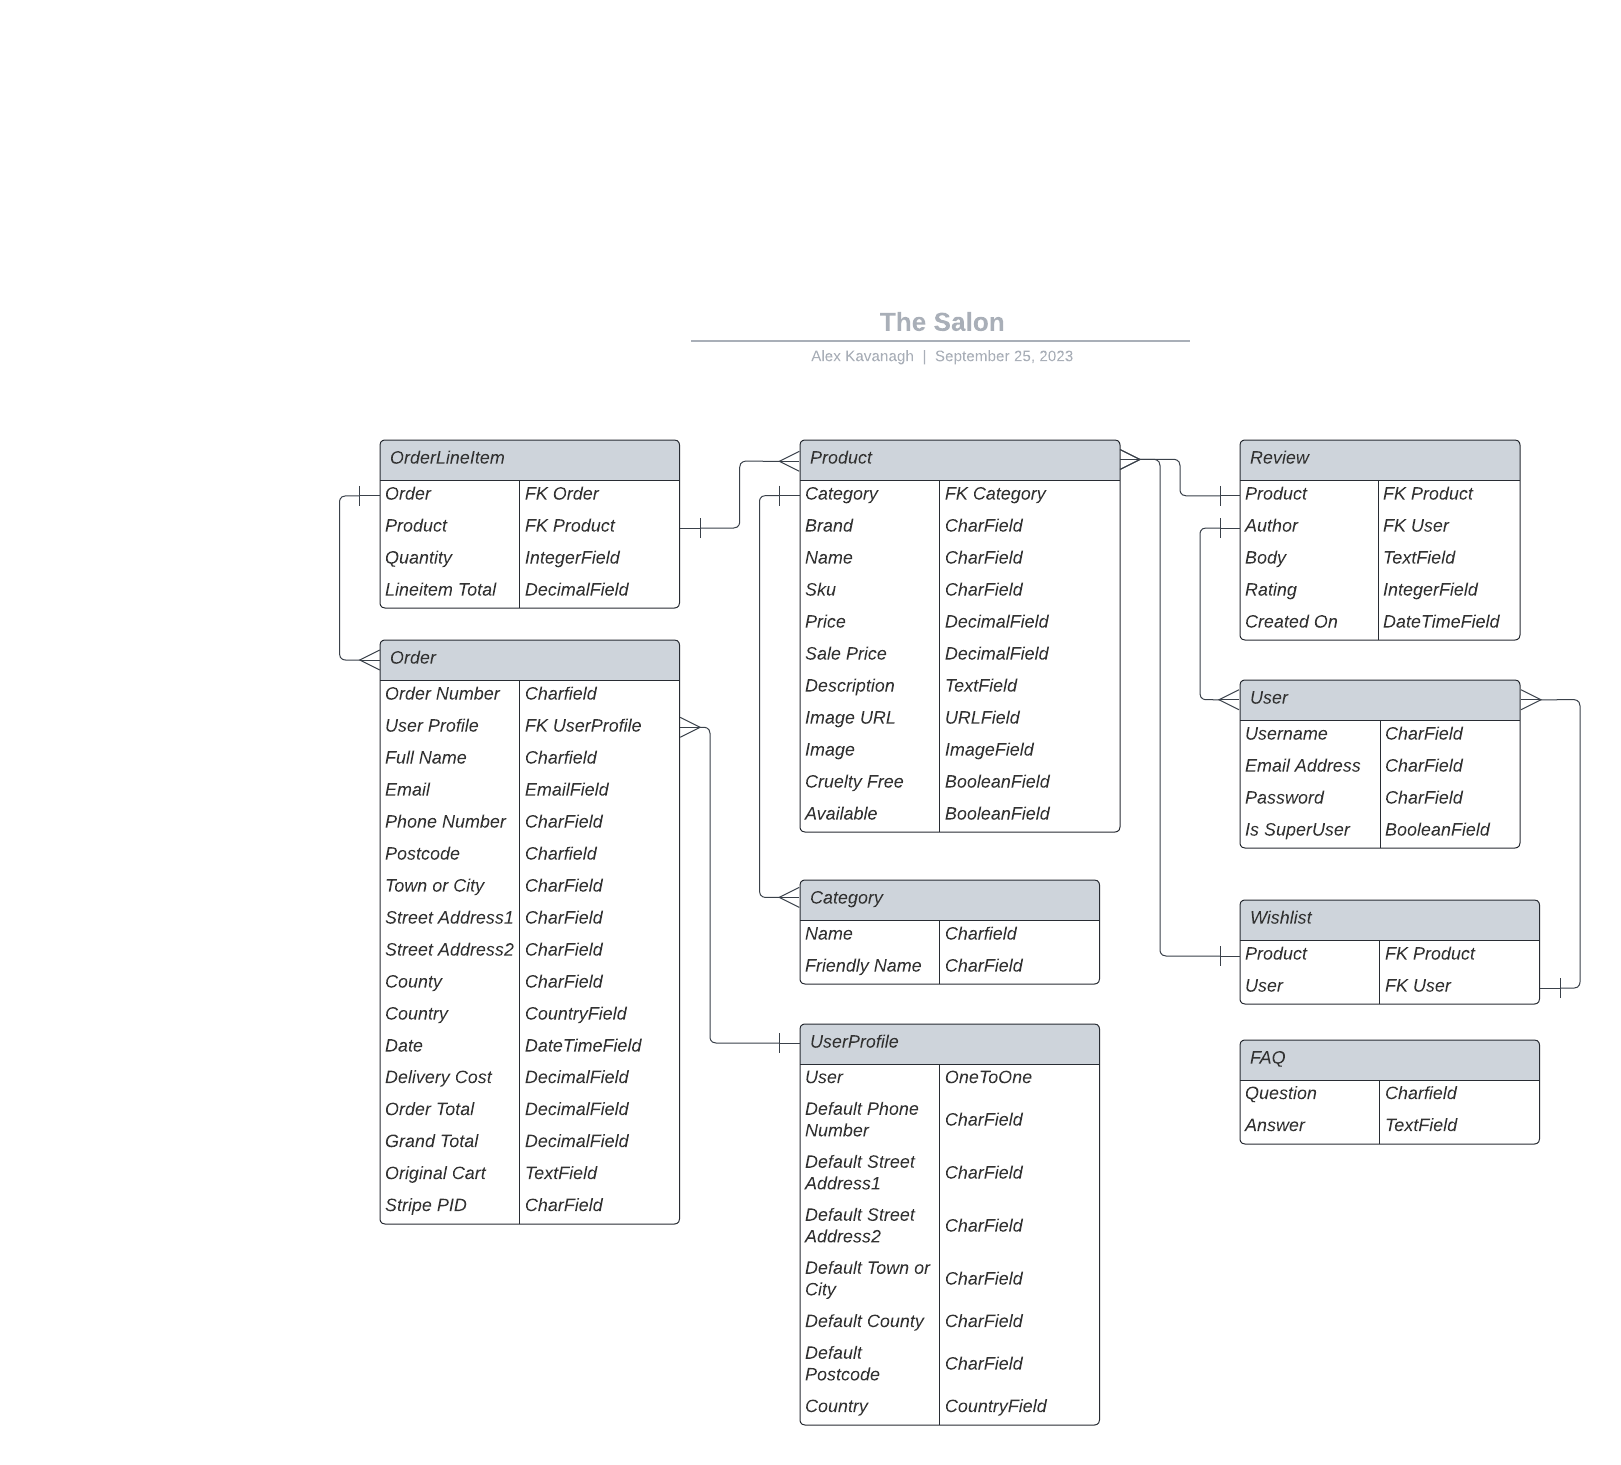 The Salon
Alex Kavanagh | September 25, 2023
OrderLineItem
Order FK Order
Product FK Product
Quantity IntegerField
Lineitem Total DecimalField
Order
Order Number Charfield
User Profile FK UserProfile
Full Name Charfield
Email EmailField
Phone Number CharField
Postcode Charfield
Town or City CharField
Street Address1 CharField
Street Address2 CharField
County CharField
Country CountryField
Date DateTimeField
Delivery Cost DecimalField
Order Total DecimalField
Grand Total DecimalField
Original Cart TextField
Stripe PID CharField
Product
Category FK Category
Brand CharField
Name CharField
Sku CharField
Price DecimalField
Sale Price DecimalField
Description TextField
Image URL URLField
Image ImageField
Cruelty Free BooleanField
Available BooleanField
Category
Name Charfield
Friendly Name CharField
UserProfile
User OneToOne
Default Phone
Number CharField
Default Street
Address1 CharField
Default Street
Address2 CharField
Default Town or
City CharField
Default County CharField
Default
Postcode CharField
Country CountryField
Review
Product FK Product
Author FK User
Body TextField
Rating IntegerField
Created On DateTimeField
User
Username CharField
Email Address CharField
Password CharField
Is SuperUser BooleanField
Wishlist
Product FK Product
User FK User
FAQ
Question Charfield
Answer TextField